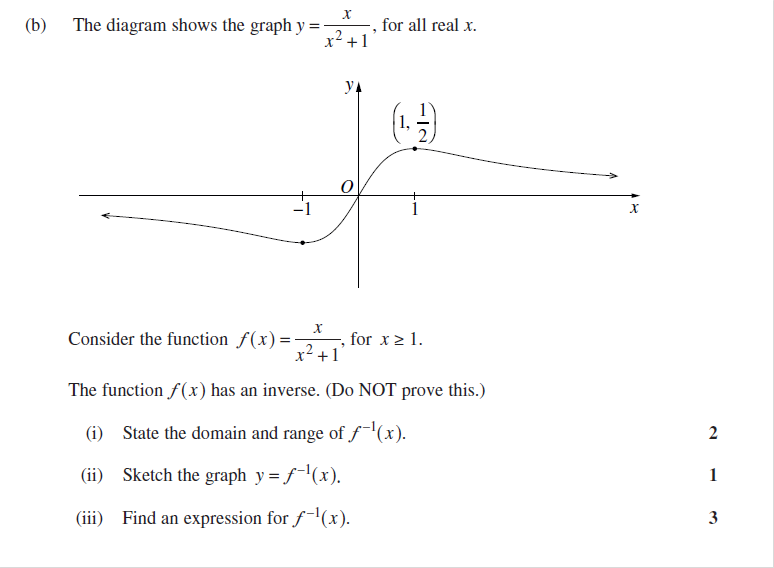 (b) The diagram shows the graph y = x/(x² + 1), for all real x.
y
(1, 1/2)
O
−1
1
x
Consider the function f(x) = x/(x² + 1), for x ≥ 1.
The function f(x) has an inverse. (Do NOT prove this.)
(i) State the domain and range of f⁻¹(x). 2
(ii) Sketch the graph y = f⁻¹(x). 1
(iii) Find an expression for f⁻¹(x). 3